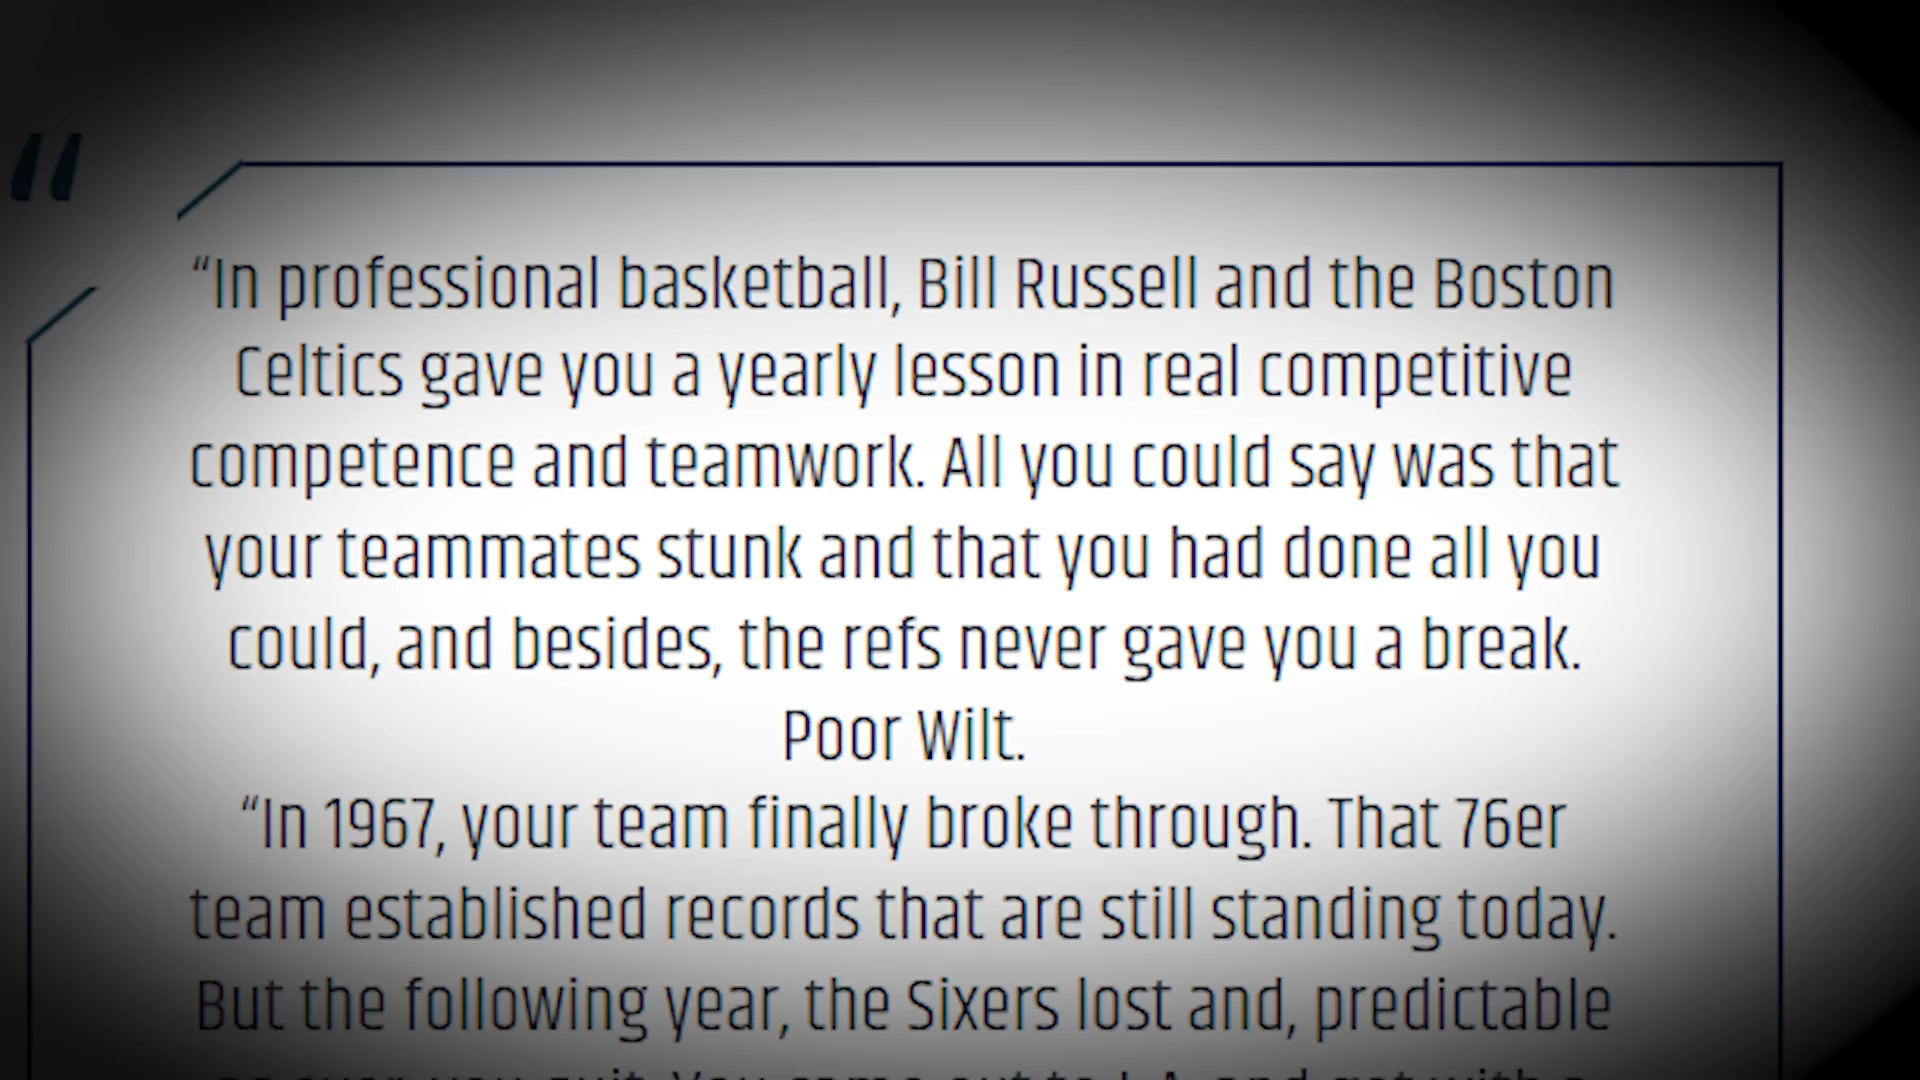 “
“In professional basketball, Bill Russell and the Boston
Celtics gave you a yearly lesson in real competitive
competence and teamwork. All you could say was that
your teammates stunk and that you had done all you
could, and besides, the refs never gave you a break.
Poor Wilt.
“In 1967, your team finally broke through. That 76er
team established records that are still standing today.
But the following year, the Sixers lost and, predictable